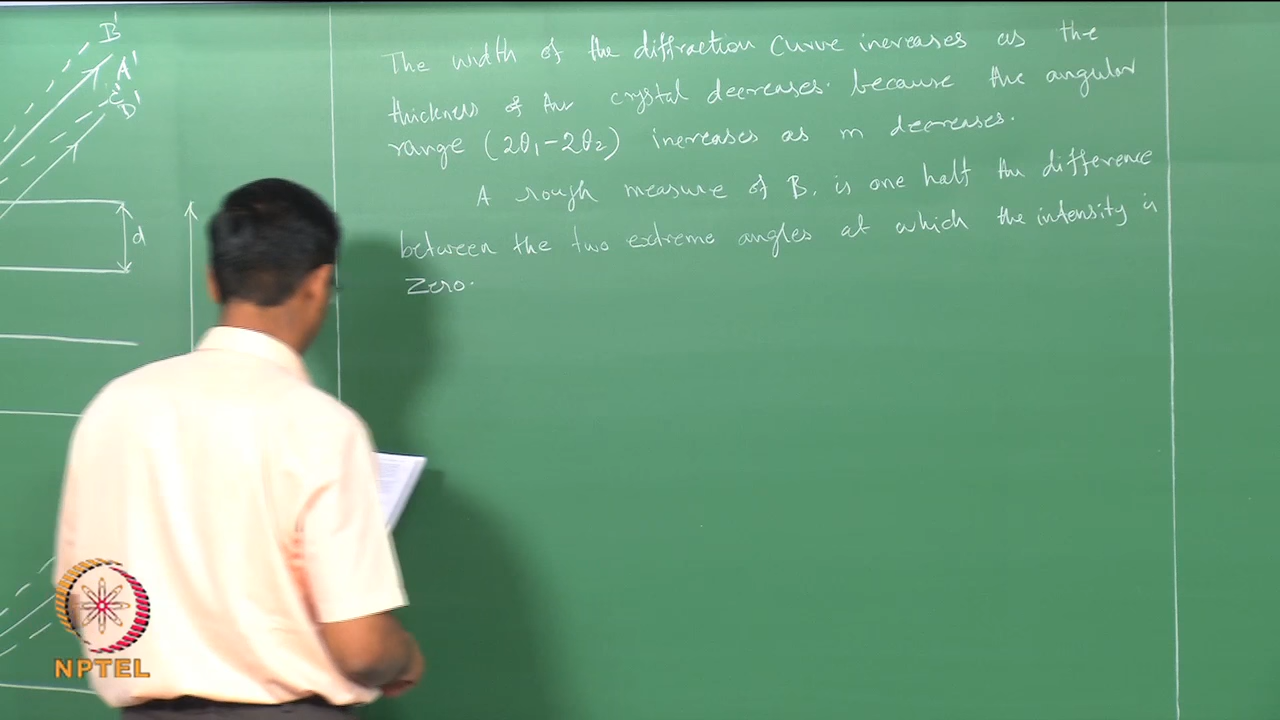 B'
A'
C'
D'
d
The width of the diffraction curve increases as the
thickness of the crystal decreases. because the angular
range (2θ₁-2θ₂) increases as m decreases.
A rough measure of B. is one half the difference
between the two extreme angles at which the intensity is
Zero.
NPTEL